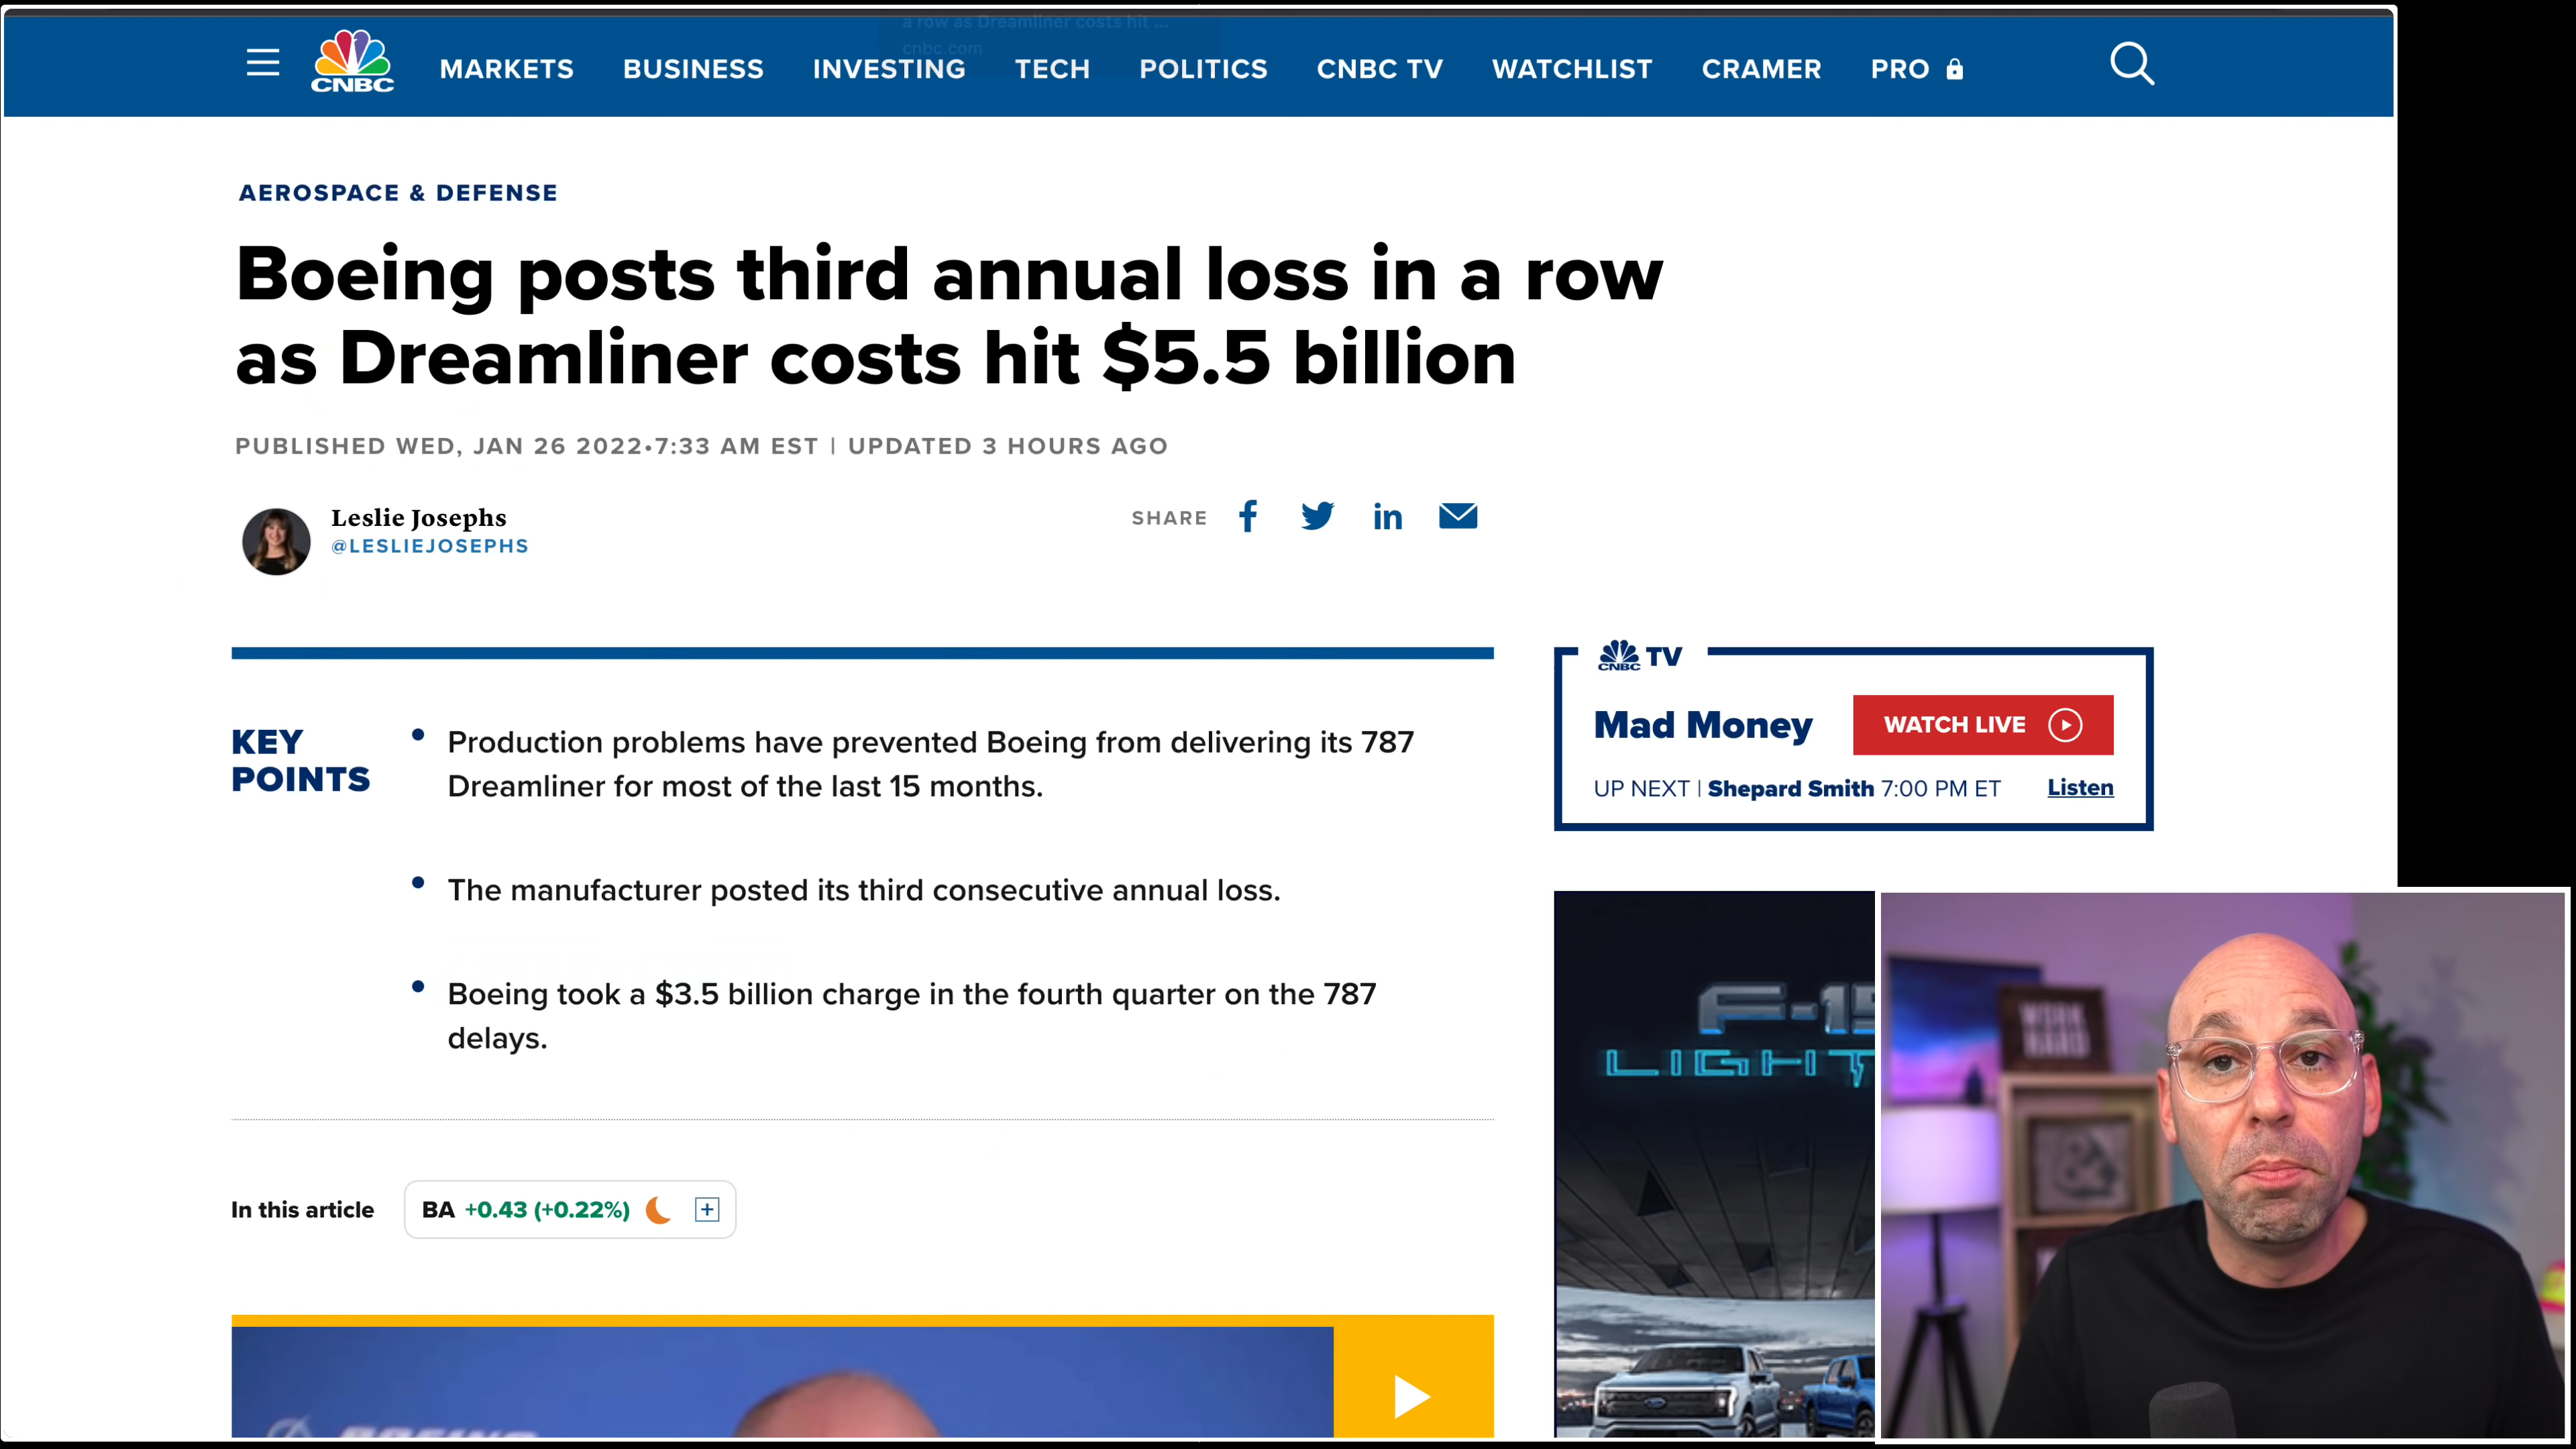 a row as Dreamliner costs hit ...
cnbc.com
CNBC
MARKETS BUSINESS INVESTING TECH POLITICS CNBC TV WATCHLIST CRAMER PRO
AEROSPACE & DEFENSE
Boeing posts third annual loss in a row
as Dreamliner costs hit $5.5 billion
PUBLISHED WED, JAN 26 2022•7:33 AM EST | UPDATED 3 HOURS AGO
Leslie Josephs
@LESLIEJOSEPHS
SHARE
KEY
POINTS
• Production problems have prevented Boeing from delivering its 787
Dreamliner for most of the last 15 months.
• The manufacturer posted its third consecutive annual loss.
• Boeing took a $3.5 billion charge in the fourth quarter on the 787
delays.
CNBC TV
Mad Money
WATCH LIVE
UP NEXT | Shepard Smith 7:00 PM ET
Listen
F-15
LIGHT
WORK
HARD
In this article
BA +0.43 (+0.22%)
BOEING